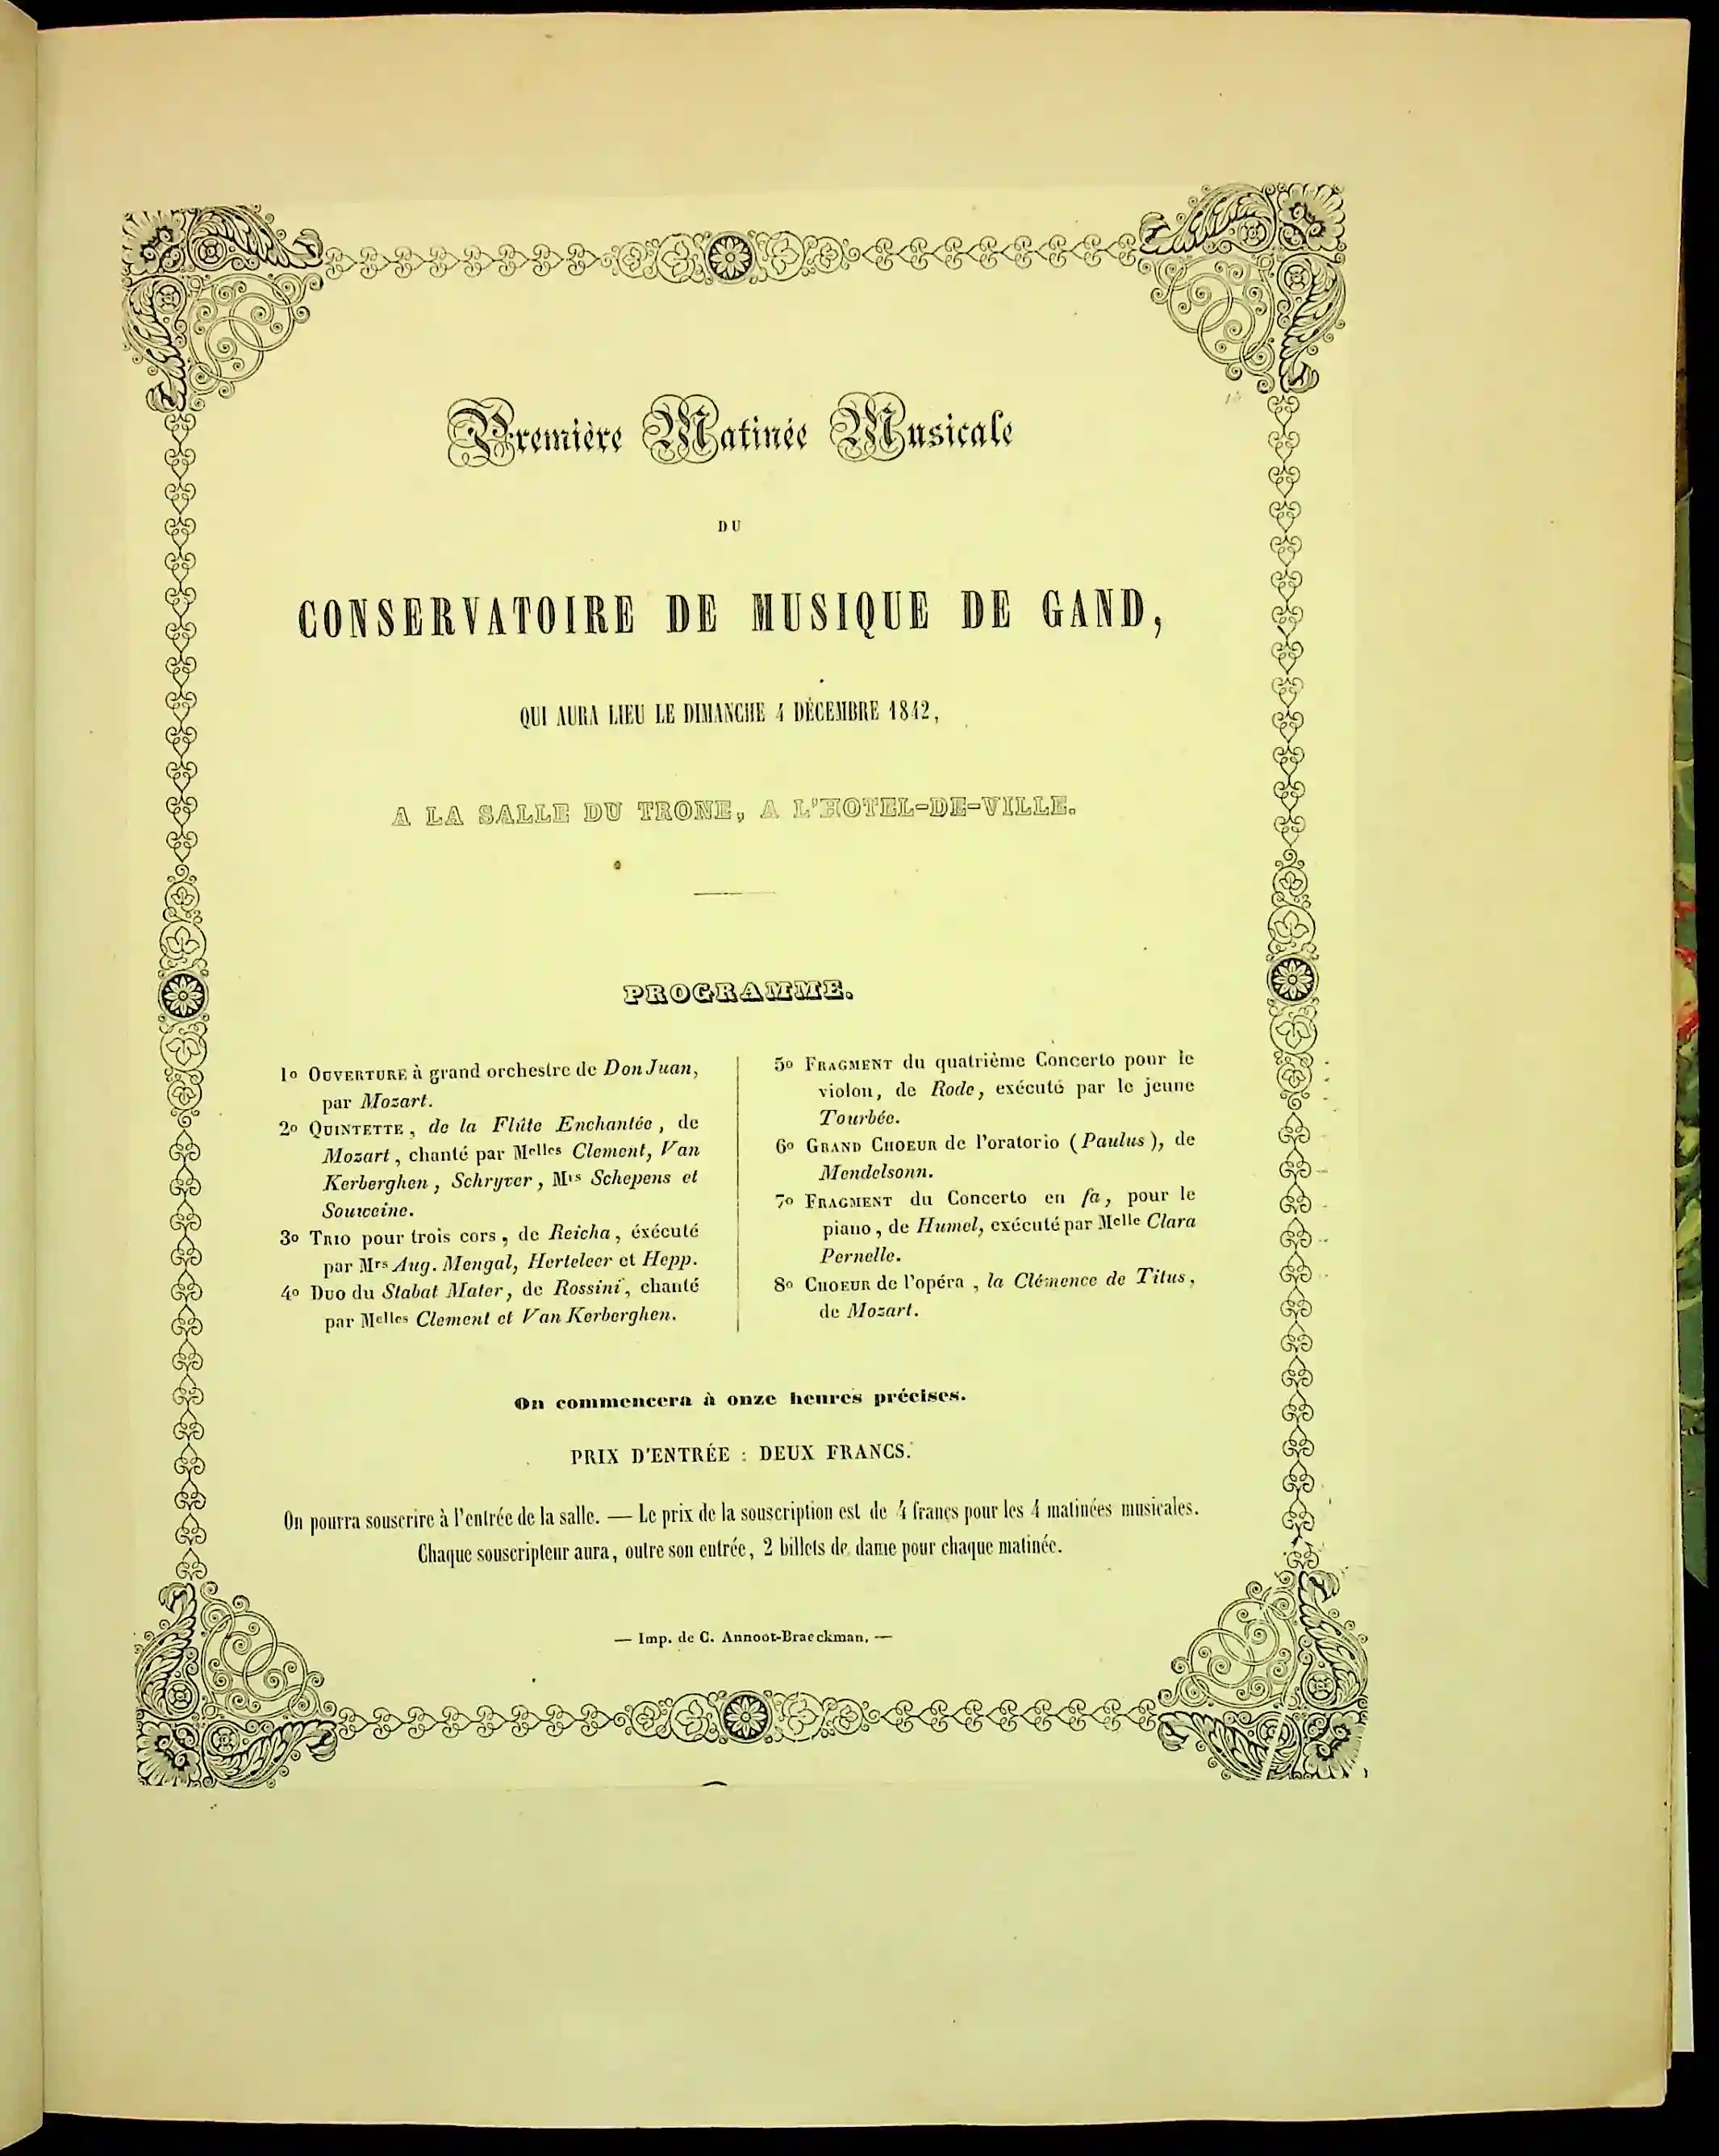 Première Matinée Musicale
DU
CONSERVATOIRE DE MUSIQUE DE GAND,
QUI AURA LIEU LE DIMANCHE 4 DÉCEMBRE 1842,
A LA SALLE DU TRONE, A L'HOTEL-DE-VILLE.
PROGRAMME.
1o OUVERTURE à grand orchestre de Don Juan,
par Mozart.
2o QUINTETTE, de la Flûte Enchantée, de
Mozart, chanté par Melles Clement, Van
Kerberghen, Schryver, Mrs Schepens et
Souweine.
3o TRIO pour trois cors, de Reicha, éxécuté
par Mrs Aug. Mengal, Herteleer et Hepp.
4o DUO du Stabat Mater, de Rossini, chanté
par Melles Clement et Van Kerberghen.
5o FRAGMENT du quatrième Concerto pour le
violon, de Rode, exécuté par le jeune
Tourbée.
6o GRAND CHOEUR de l'oratorio (Paulus), de
Mendelsonn.
7o FRAGMENT du Concerto en fa, pour le
piano, de Humel, exécuté par Melle Clara
Pernelle.
8o CHOEUR de l'opéra, la Clémence de Titus,
de Mozart.
On commencera à onze heures précises.
PRIX D'ENTRÉE : DEUX FRANCS.
On pourra souscrire à l'entrée de la salle. — Le prix de la souscription est de 4 francs pour les 4 matinées musicales.
Chaque souscripteur aura, outre son entrée, 2 billets de dame pour chaque matinée.
— Imp. de C. Annoot-Braeckman. —